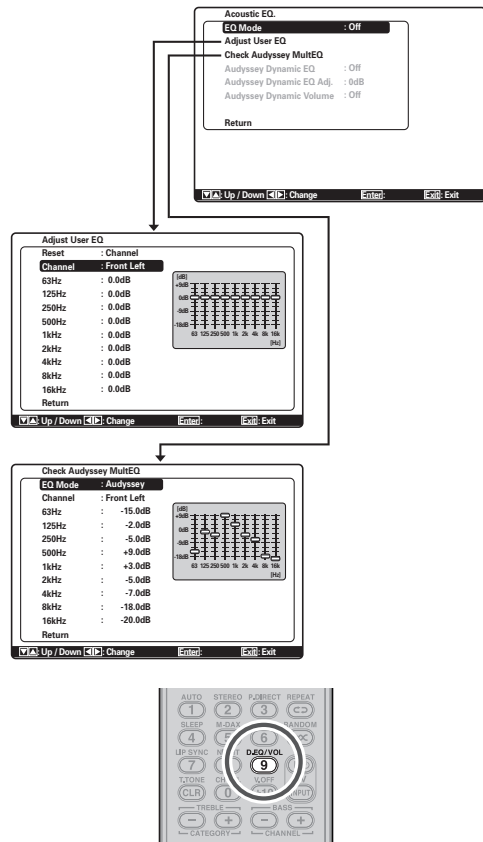 Acoustic EQ.
EQ Mode : Off
Adjust User EQ
Check Audyssey MultEQ
Audyssey Dynamic EQ : Off
Audyssey Dynamic EQ Adj. : 0dB
Audyssey Dynamic Volume : Off
Return
▼▲: Up / Down ◀▶: Change Enter: Exit: Exit
Adjust User EQ
Reset : Channel
Channel : Front Left
63Hz : 0.0dB
125Hz : 0.0dB
250Hz : 0.0dB
500Hz : 0.0dB
1kHz : 0.0dB
2kHz : 0.0dB
4kHz : 0.0dB
8kHz : 0.0dB
16kHz : 0.0dB
Return
[dB]
+9dB
0dB
-9dB
-18dB
63 125 250 500 1k 2k 4k 8k 16k
[Hz]
▼▲: Up / Down ◀▶: Change Enter: Exit: Exit
Check Audyssey MultEQ
EQ Mode : Audyssey
Channel : Front Left
63Hz : -15.0dB
125Hz : -2.0dB
250Hz : -5.0dB
500Hz : +9.0dB
1kHz : +3.0dB
2kHz : -5.0dB
4kHz : -7.0dB
8kHz : -18.0dB
16kHz : -20.0dB
Return
[dB]
+9dB
0dB
-9dB
-18dB
63 125 250 500 1k 2k 4k 8k 16k
[Hz]
▼▲: Up / Down ◀▶: Change Enter: Exit: Exit
AUTO STEREO P.DIRECT REPEAT
1 2 3
SLEEP M-DAX RANDOM
4 5 6
LIP SYNC D.EQ/VOL
7 9
T.TONE V.OFF
CLR 0 +10 INPUT
TREBLE BASS
− + − +
CATEGORY CHANNEL